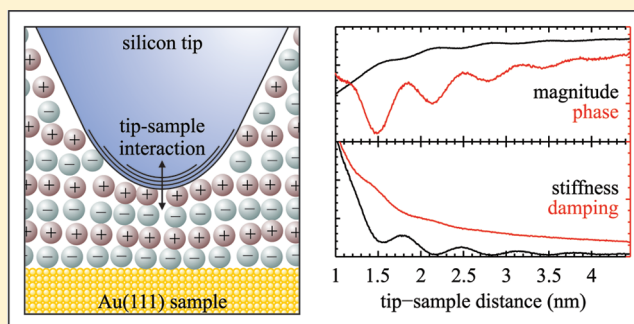 silicon tip
tip-sample
interaction
Au(111) sample
magnitude
phase
stiffness
damping
1 1.5 2 2.5 3 3.5 4
tip−sample distance (nm)